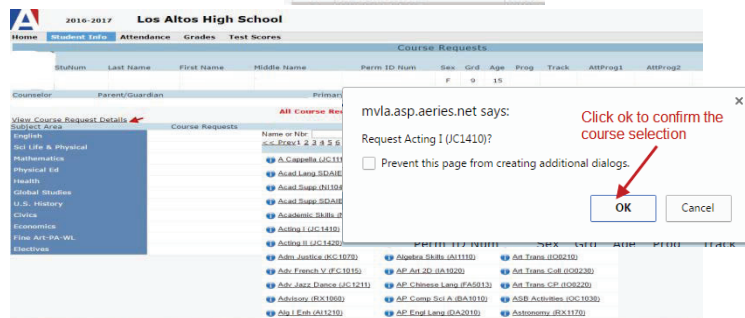 2016-2017 Los Altos High School
Home Student Info Attendance Grades Test Scores
Course Requests
StuNum Last Name First Name Middle Name Perm ID Num Sex Grd Age Prog Track AttProg1 AttProg2
F 9 15
Counselor Parent/Guardian Primary
All Course Rec
View Course Request Details
Subject Area Course Requests
Name or Nbr
<< Prev 1 2 3 4 5 6
English
Sci Life & Physical
Mathematics
Physical Ed
Health
Global Studies
U.S. History
Civics
Economics
Fine Art-PA-WL
Electives
A Cappella (JC111
Acad Lang SDAIE
Acad Supp (NI104
Acad Supp SDAIE
Academic Skills
Acting I (JC1410)
Acting II (JC1420)
Adm Justice (KC1070) Algebra Skills (AI1110) Art Trans (IO0210)
Adv French V (FC1015) AP Art 2D (IA1020) Art Trans Coll (IO0230)
Adv Jazz Dance (JC1211) AP Chinese Lang (FA5013) Art Trans CP (IO0220)
Advisory (RX1060) AP Comp Sci A (BA1010) ASB Activities (OC1030)
Alg I Enh (AI1210) AP Engl Lang (DA2010) Astronomy (RX1170)
mvla.asp.aeries.net says:
Request Acting I (JC1410)?
Prevent this page from creating additional dialogs.
OK Cancel
Click ok to confirm the
course selection
Perm ID Num Sex Grd Age Prog Track